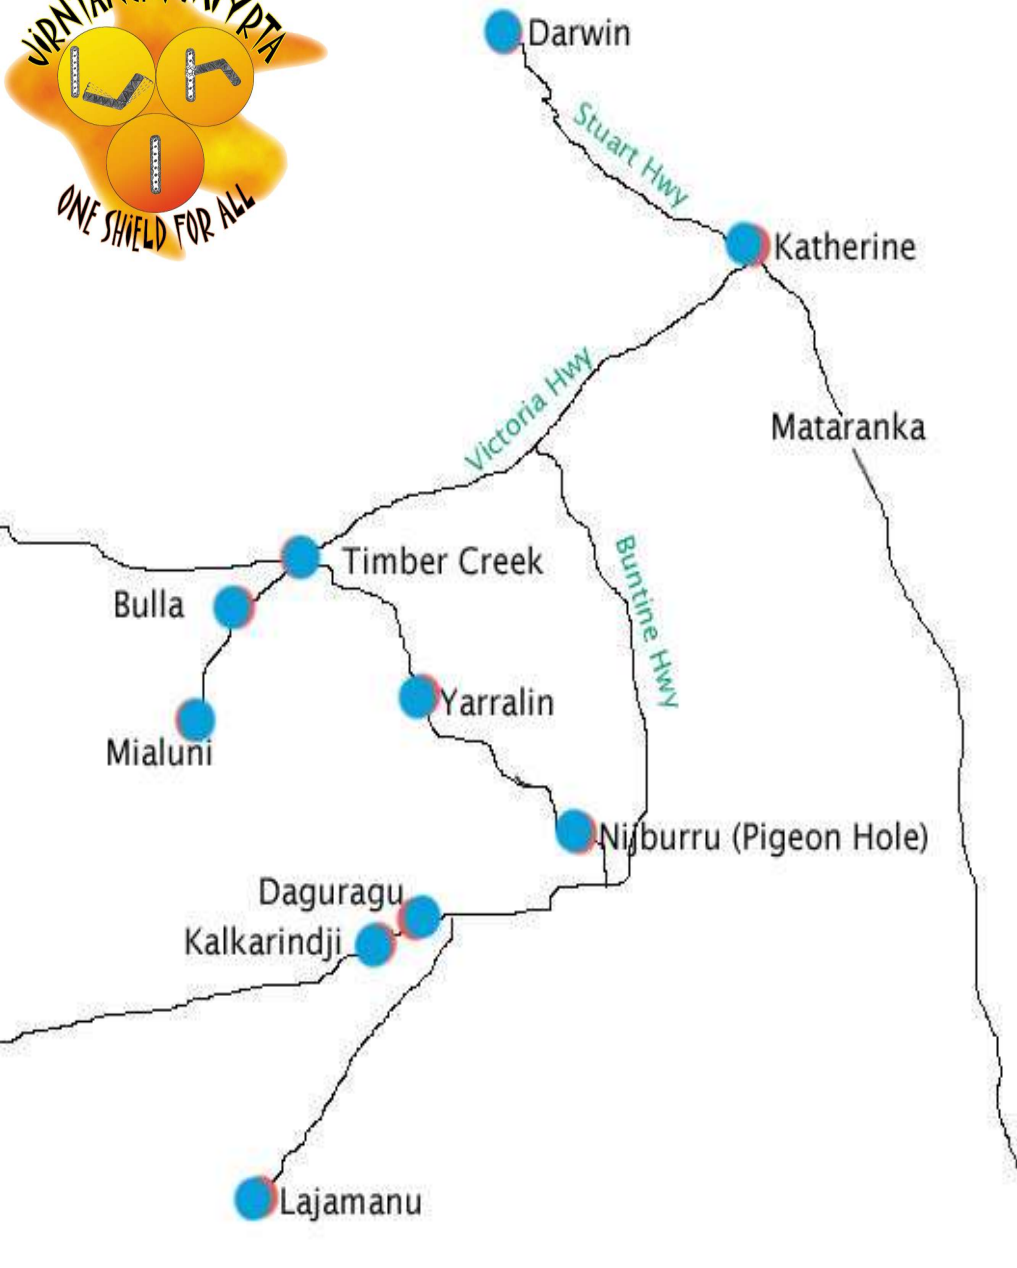 ONE SHIELD FOR ALL
Darwin
Stuart Hwy
Katherine
Victoria Hwy
Mataranka
Timber Creek
Bulla
Buntine Hwy
Yarralin
Mialuni
Nijburru (Pigeon Hole)
Daguragu
Kalkarindji
Lajamanu